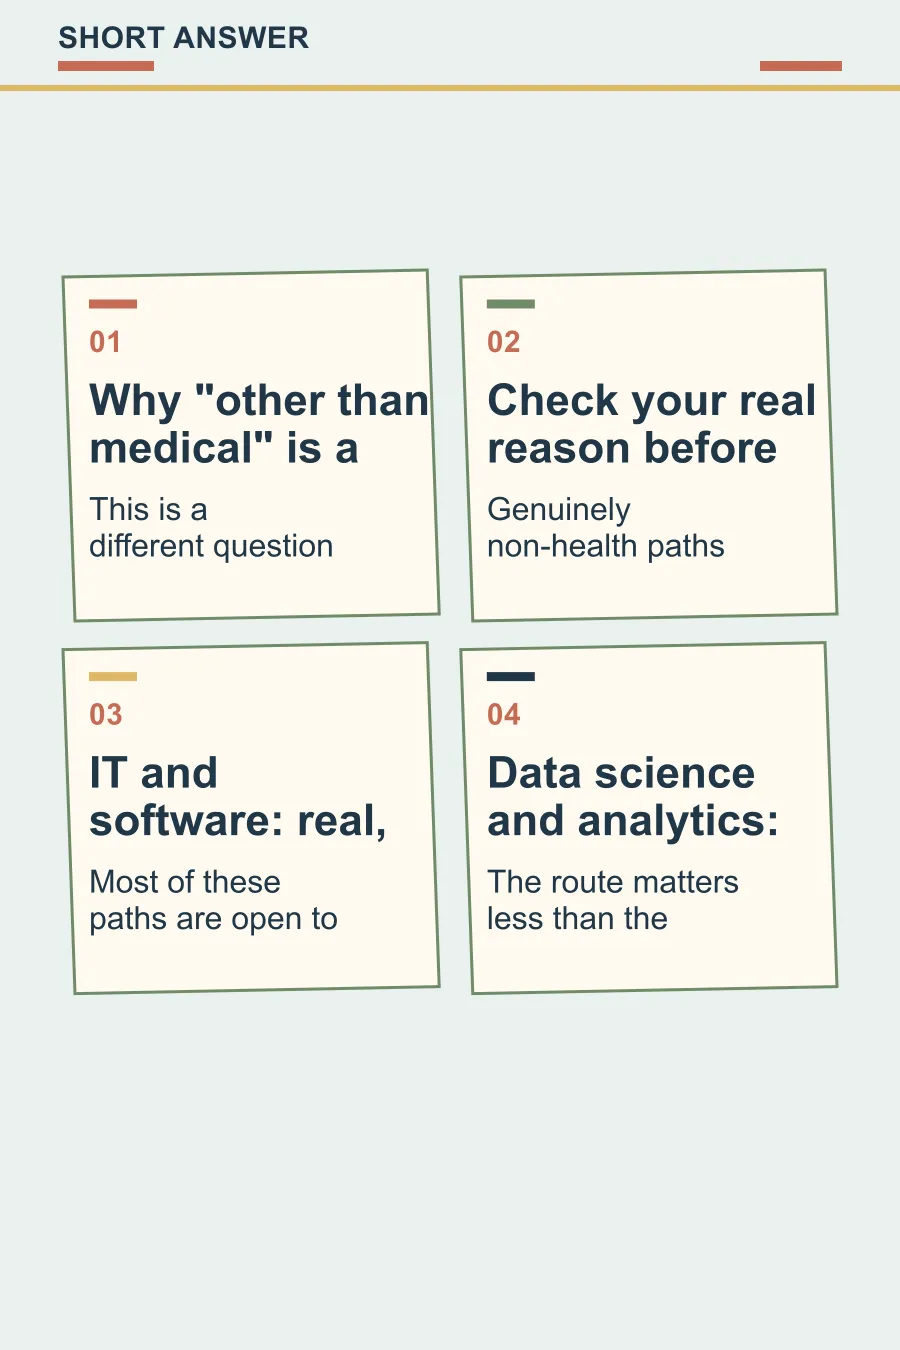 SHORT ANSWER
01
Why "other than
medical" is a
This is a
different question
02
Check your real
reason before
Genuinely
non-health paths
03
IT and
software: real,
Most of these
paths are open to
04
Data science
and analytics:
The route matters
less than the